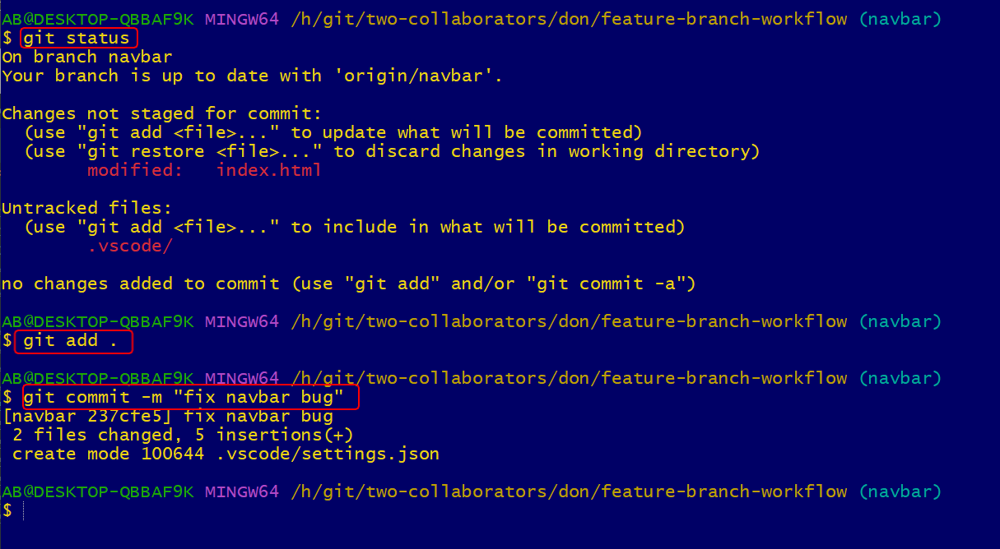 AB@DESKTOP-QBBAF9K MINGW64 /h/git/two-collaborators/don/feature-branch-workflow (navbar)
$ git status
On branch navbar
Your branch is up to date with 'origin/navbar'.
Changes not staged for commit:
(use "git add <file>..." to update what will be committed)
(use "git restore <file>..." to discard changes in working directory)
modified: index.html
Untracked files:
(use "git add <file>..." to include in what will be committed)
.vscode/
no changes added to commit (use "git add" and/or "git commit -a")
AB@DESKTOP-QBBAF9K MINGW64 /h/git/two-collaborators/don/feature-branch-workflow (navbar)
$ git add .
AB@DESKTOP-QBBAF9K MINGW64 /h/git/two-collaborators/don/feature-branch-workflow (navbar)
$ git commit -m "fix navbar bug"
[navbar 237cfe5] fix navbar bug
2 files changed, 5 insertions(+)
create mode 100644 .vscode/settings.json
AB@DESKTOP-QBBAF9K MINGW64 /h/git/two-collaborators/don/feature-branch-workflow (navbar)
$